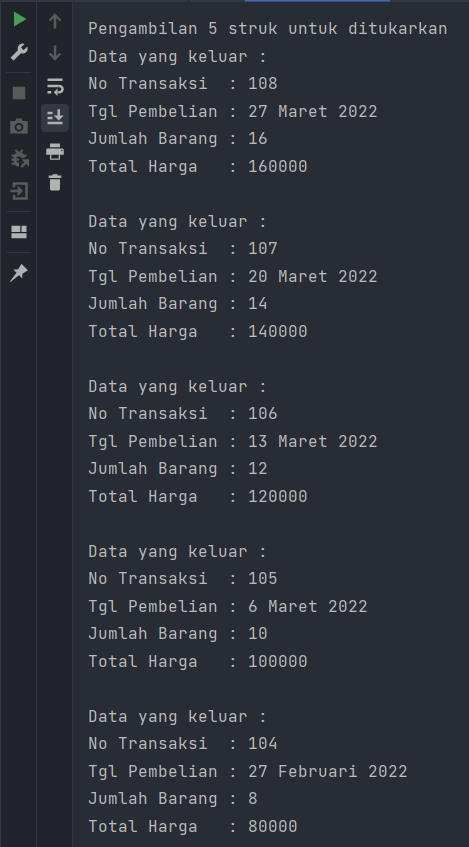 Pengambilan 5 struk untuk ditukarkan
Data yang keluar :
No Transaksi  : 108
Tgl Pembelian : 27 Maret 2022
Jumlah Barang : 16
Total Harga   : 160000

Data yang keluar :
No Transaksi  : 107
Tgl Pembelian : 20 Maret 2022
Jumlah Barang : 14
Total Harga   : 140000

Data yang keluar :
No Transaksi  : 106
Tgl Pembelian : 13 Maret 2022
Jumlah Barang : 12
Total Harga   : 120000

Data yang keluar :
No Transaksi  : 105
Tgl Pembelian : 6 Maret 2022
Jumlah Barang : 10
Total Harga   : 100000

Data yang keluar :
No Transaksi  : 104
Tgl Pembelian : 27 Februari 2022
Jumlah Barang : 8
Total Harga   : 80000